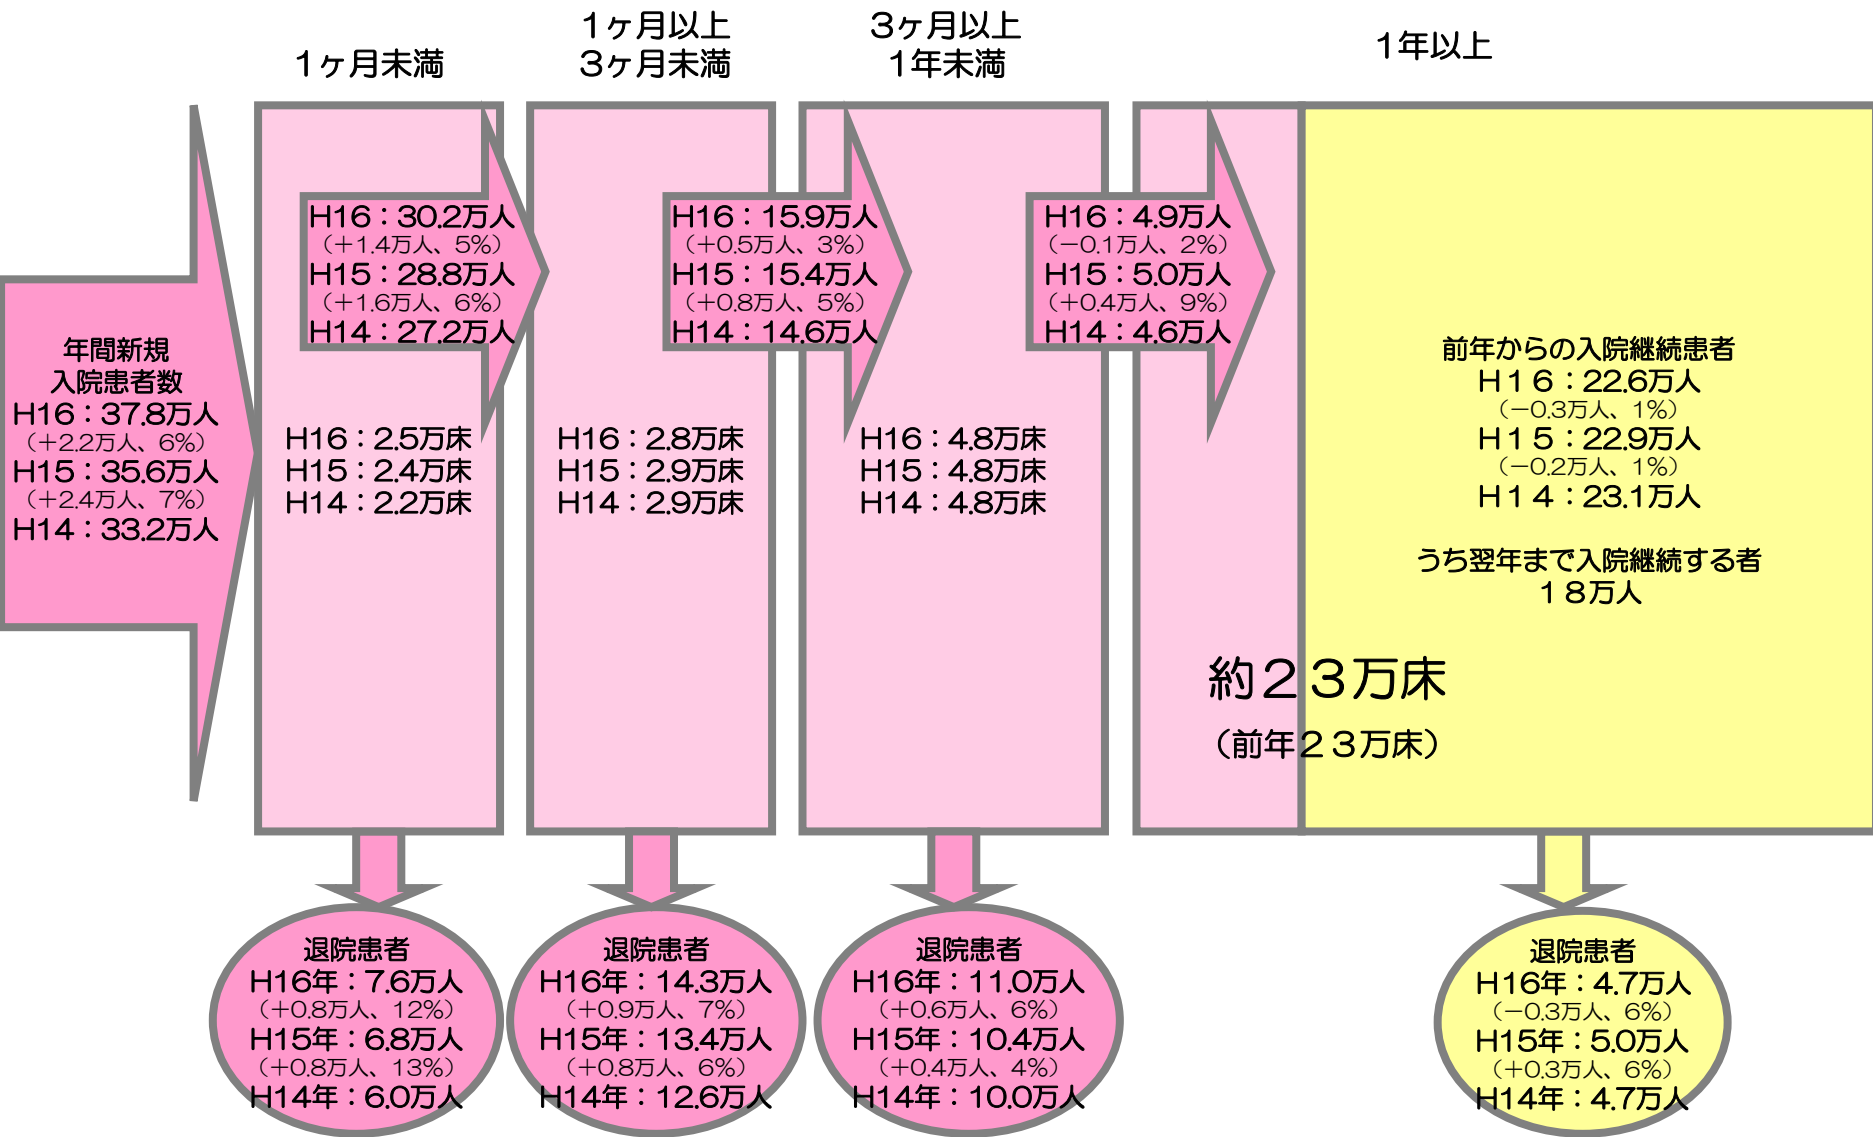 1ヶ月未満
1ヶ月以上
3ヶ月未満
3ヶ月以上
1年未満
1年以上
年間新規
入院患者数
H16：37.8万人
（＋2.2万人、6%）
H15：35.6万人
（＋2.4万人、7%）
H14：33.2万人
H16：30.2万人
（＋1.4万人、5%）
H15：28.8万人
（＋1.6万人、6%）
H14：27.2万人
H16：15.9万人
（＋0.5万人、3%）
H15：15.4万人
（＋0.8万人、5%）
H14：14.6万人
H16：4.9万人
（－0.1万人、2%）
H15：5.0万人
（＋0.4万人、9%）
H14：4.6万人
H16：2.5万床
H15：2.4万床
H14：2.2万床
H16：2.8万床
H15：2.9万床
H14：2.9万床
H16：4.8万床
H15：4.8万床
H14：4.8万床
前年からの入院継続患者
H１６：22.6万人
（－0.3万人、1%）
H１５：22.9万人
（－0.2万人、1%）
H１４：23.1万人
うち翌年まで入院継続する者
１８万人
約２３万床
（前年２３万床）
退院患者
H16年：7.6万人
（＋0.8万人、12%）
H15年：6.8万人
（＋0.8万人、13%）
H14年：6.0万人
退院患者
H16年：14.3万人
（＋0.9万人、7%）
H15年：13.4万人
（＋0.8万人、6%）
H14年：12.6万人
退院患者
H16年：11.0万人
（＋0.6万人、6%）
H15年：10.4万人
（＋0.4万人、4%）
H14年：10.0万人
退院患者
H16年：4.7万人
（－0.3万人、6%）
H15年：5.0万人
（＋0.3万人、6%）
H14年：4.7万人